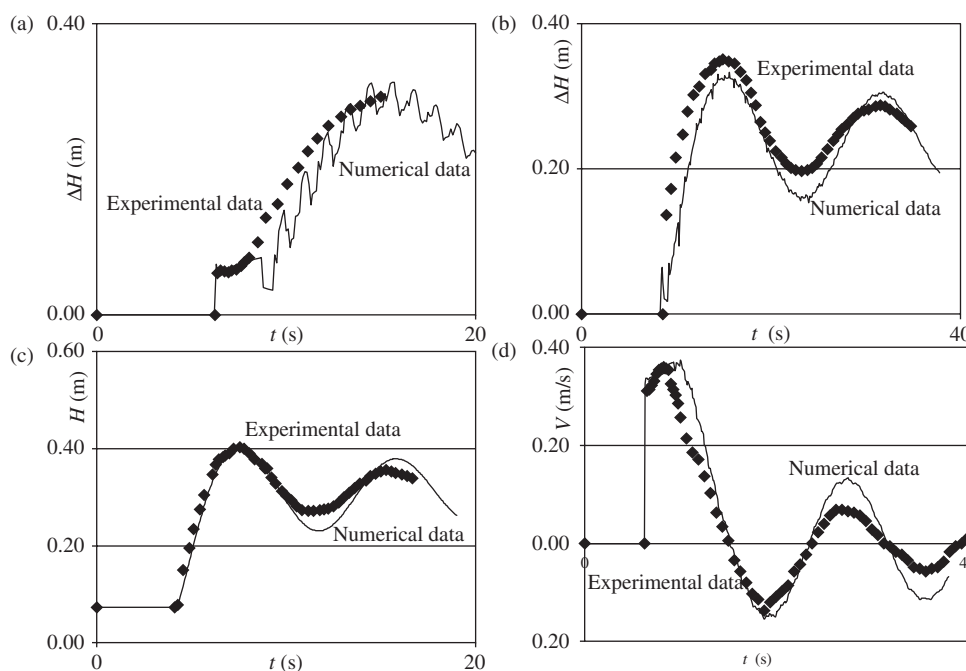 (a)
0.40
ΔH (m)
Experimental data
Numerical data
0.00
0
t (s)
20
(b)
0.40
ΔH (m)
Experimental data
0.20
Numerical data
0.00
0
t (s)
40
(c)
0.60
H (m)
0.40
Experimental data
0.20
Numerical data
0.00
0
t (s)
20
(d)
0.40
V (m/s)
0.20
Numerical data
0.00
0
4
Experimental data
0.20
t (s)